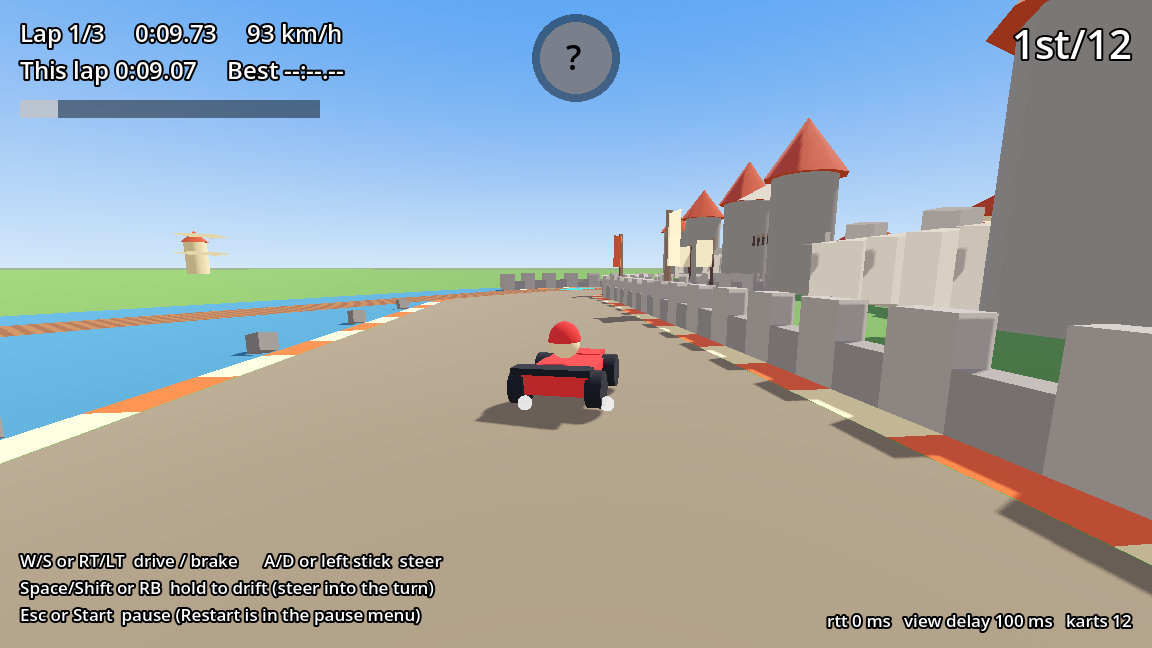 Lap 1/3 0:09.73 93 km/h
This lap 0:09.07 Best --:--.--
?
1st/12
W/S or RT/LT drive / brake A/D or left stick steer
Space/Shift or RB hold to drift (steer into the turn)
Esc or Start pause (Restart is in the pause menu)
rtt 0 ms view delay 100 ms karts 12